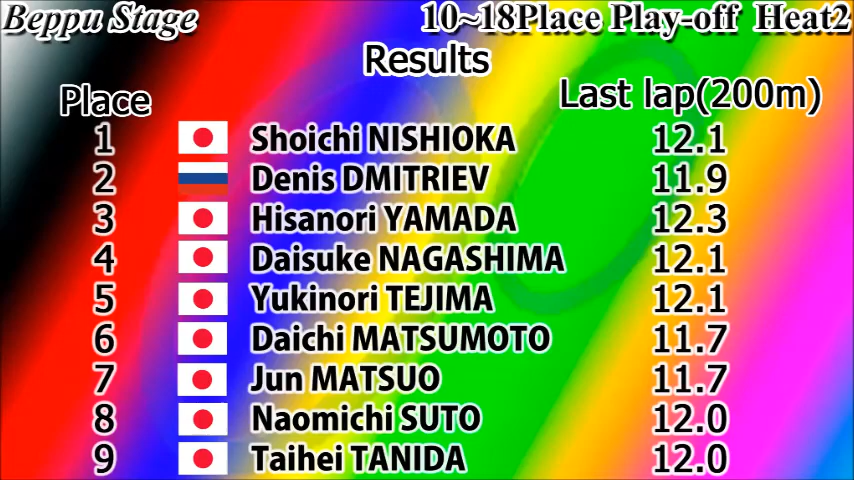 Beppu Stage 10~18Place Play-off Heat2
Results
Place Last lap(200m)
1 Shoichi NISHIOKA 12.1
2 Denis DMITRIEV 11.9
3 Hisanori YAMADA 12.3
4 Daisuke NAGASHIMA 12.1
5 Yukinori TEJIMA 12.1
6 Daichi MATSUMOTO 11.7
7 Jun MATSUO 11.7
8 Naomichi SUTO 12.0
9 Taihei TANIDA 12.0